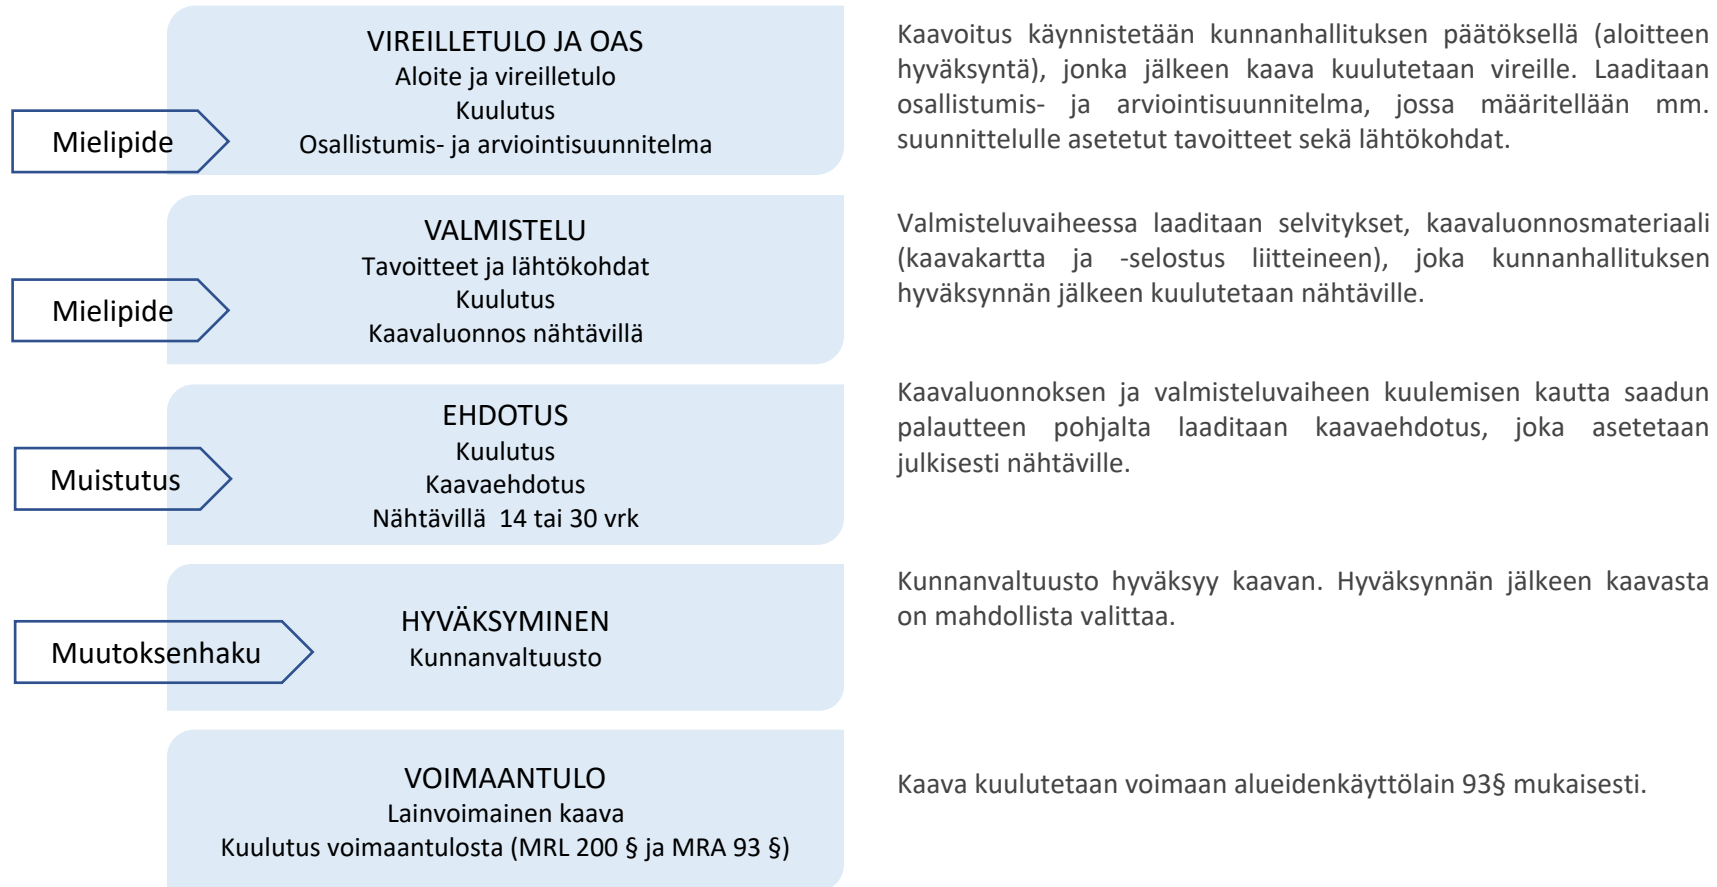 VIREILLETULO JA OAS
Aloite ja vireilletulo
Kuulutus
Osallistumis- ja arviointisuunnitelma
Mielipide
Kaavoitus käynnistetään kunnanhallituksen päätöksellä (aloitteen
hyväksyntä), jonka jälkeen kaava kuulutetaan vireille. Laaditaan
osallistumis- ja arviointisuunnitelma, jossa määritellään mm.
suunnittelulle asetetut tavoitteet sekä lähtökohdat.
VALMISTELU
Tavoitteet ja lähtökohdat
Kuulutus
Kaavaluonnos nähtävillä
Mielipide
Valmisteluvaiheessa laaditaan selvitykset, kaavaluonnosmateriaali
(kaavakartta ja -selostus liitteineen), joka kunnanhallituksen
hyväksynnän jälkeen kuulutetaan nähtäville.
EHDOTUS
Kuulutus
Kaavaehdotus
Nähtävillä 14 tai 30 vrk
Muistutus
Kaavaluonnoksen ja valmisteluvaiheen kuulemisen kautta saadun
palautteen pohjalta laaditaan kaavaehdotus, joka asetetaan
julkisesti nähtäville.
HYVÄKSYMINEN
Kunnanvaltuusto
Muutoksenhaku
Kunnanvaltuusto hyväksyy kaavan. Hyväksynnän jälkeen kaavasta
on mahdollista valittaa.
VOIMAANTULO
Lainvoimainen kaava
Kuulutus voimaantulosta (MRL 200 § ja MRA 93 §)
Kaava kuulutetaan voimaan alueidenkäyttölain 93§ mukaisesti.